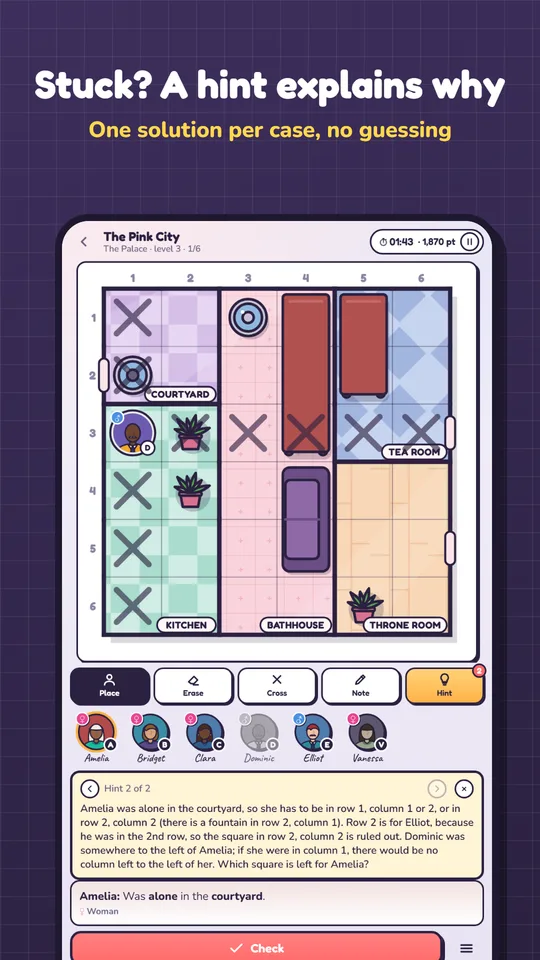 Stuck? A hint explains why
One solution per case, no guessing
The Pink City
The Palace · level 3 · 1/6
01:43 · 1,870 pt
1 2 3 4 5 6
1
2
COURTYARD
3
D
TEA ROOM
4
5
6
KITCHEN
BATHHOUSE
THRONE ROOM
Place
Erase
Cross
Note
Hint
2
A
B
C
D
E
V
Amelia
Bridget
Clara
Dominic
Elliot
Vanessa
Hint 2 of 2
Amelia was alone in the courtyard, so she has to be in row 1, column 1 or 2, or in
row 2, column 2 (there is a fountain in row 2, column 1). Row 2 is for Elliot, because
he was in the 2nd row, so the square in row 2, column 2 is ruled out. Dominic was
somewhere to the left of Amelia; if she were in column 1, there would be no
column left to the left of her. Which square is left for Amelia?
Amelia: Was alone in the courtyard.
♀ Woman
Check